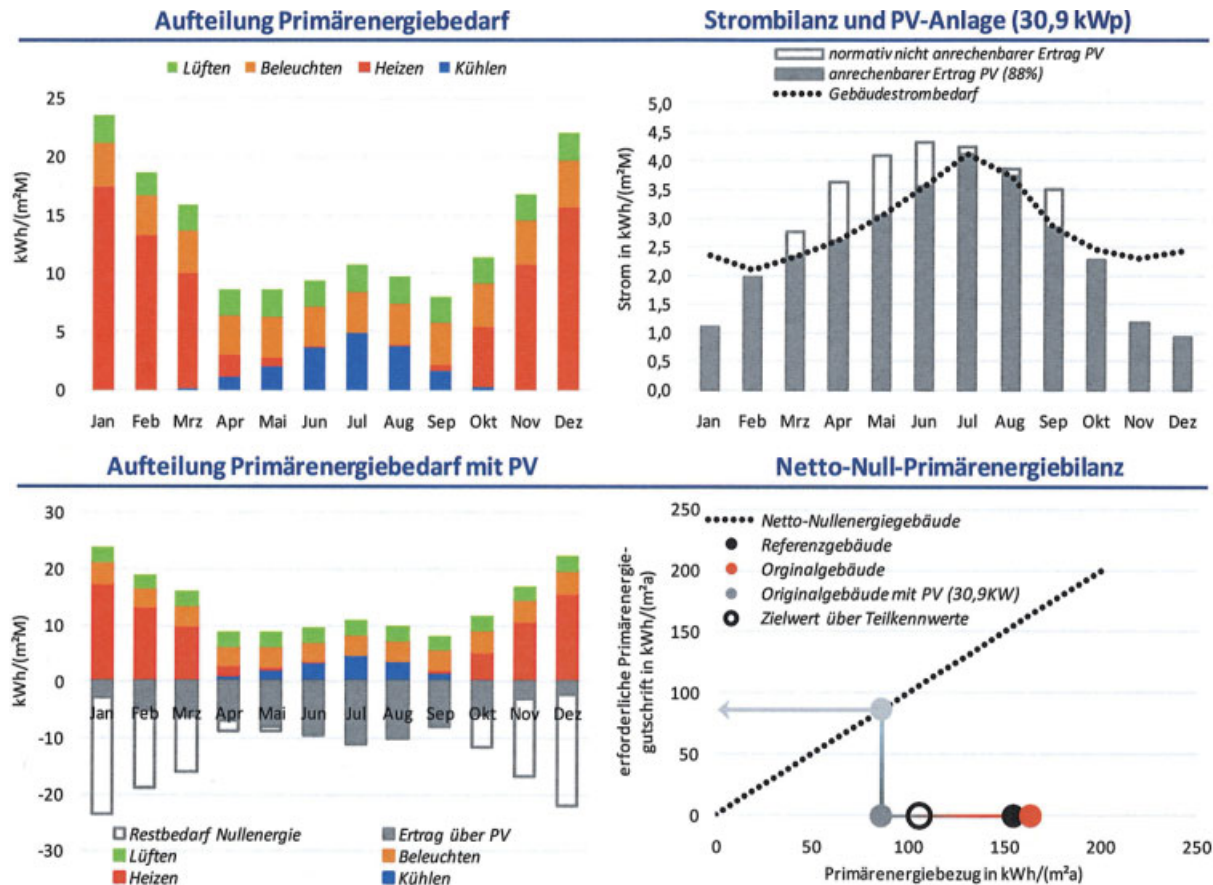 Aufteilung Primärenergiebedarf
Lüften Beleuchten Heizen Kühlen
kWh/(m²M)
25
20
15
10
5
0
Jan Feb Mrz Apr Mai Jun Jul Aug Sep Okt Nov Dez
Strombilanz und PV-Anlage (30,9 kWp)
normativ nicht anrechenbarer Ertrag PV
anrechenbarer Ertrag PV (88%)
Gebäudestrombedarf
Strom in kWh/(m²M)
5,0
4,5
4,0
3,5
3,0
2,5
2,0
1,5
1,0
0,5
0,0
Jan Feb Mrz Apr Mai Jun Jul Aug Sep Okt Nov Dez
Aufteilung Primärenergiebedarf mit PV
kWh/(m²M)
30
20
10
0
-10
-20
-30
Jan Feb Mrz Apr Mai Jun Jul Aug Sep Okt Nov Dez
Restbedarf Nullenergie Ertrag über PV
Lüften Beleuchten
Heizen Kühlen
Netto-Null-Primärenergiebilanz
Netto-Nullenergiegebäude
Referenzgebäude
Orginalgebäude
Originalgebäude mit PV (30,9KW)
Zielwert über Teilkennwerte
erforderliche Primärenergie-
gutschrift in kWh/(m²a)
250
200
150
100
50
0
0 50 100 150 200 250
Primärenergiebezug in kWh/(m²a)